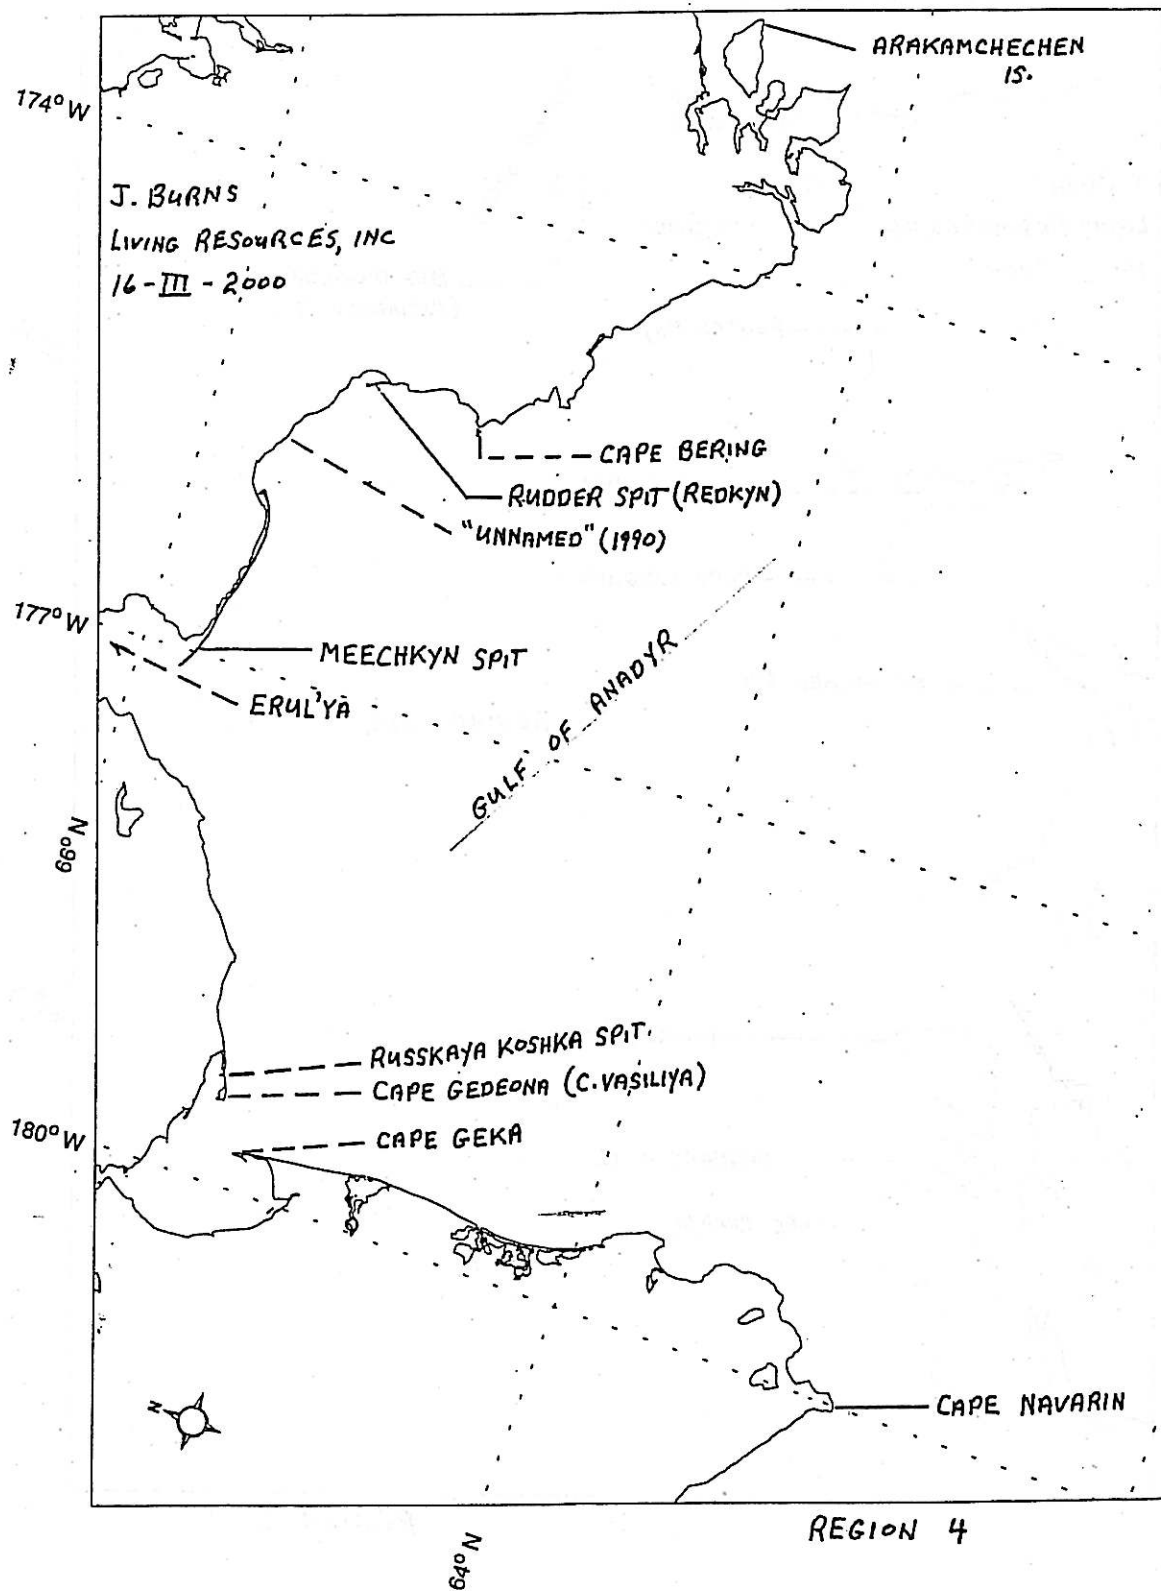 ARAKAMCHECHEN
IS.
174°W
J. BURNS
LIVING RESOURCES, INC
16-III-2000
CAPE BERING
RUDDER SPIT (REDKYN)
"UNNAMED" (1990)
177°W
MEECHKYN SPIT
ERUL'YA
GULF OF ANADYR
66°N
RUSSKAYA KOSHKA SPIT
CAPE GEDEONA (C. VASILIYA)
180°W
CAPE GEKA
N
CAPE NAVARIN
REGION 4
64°N